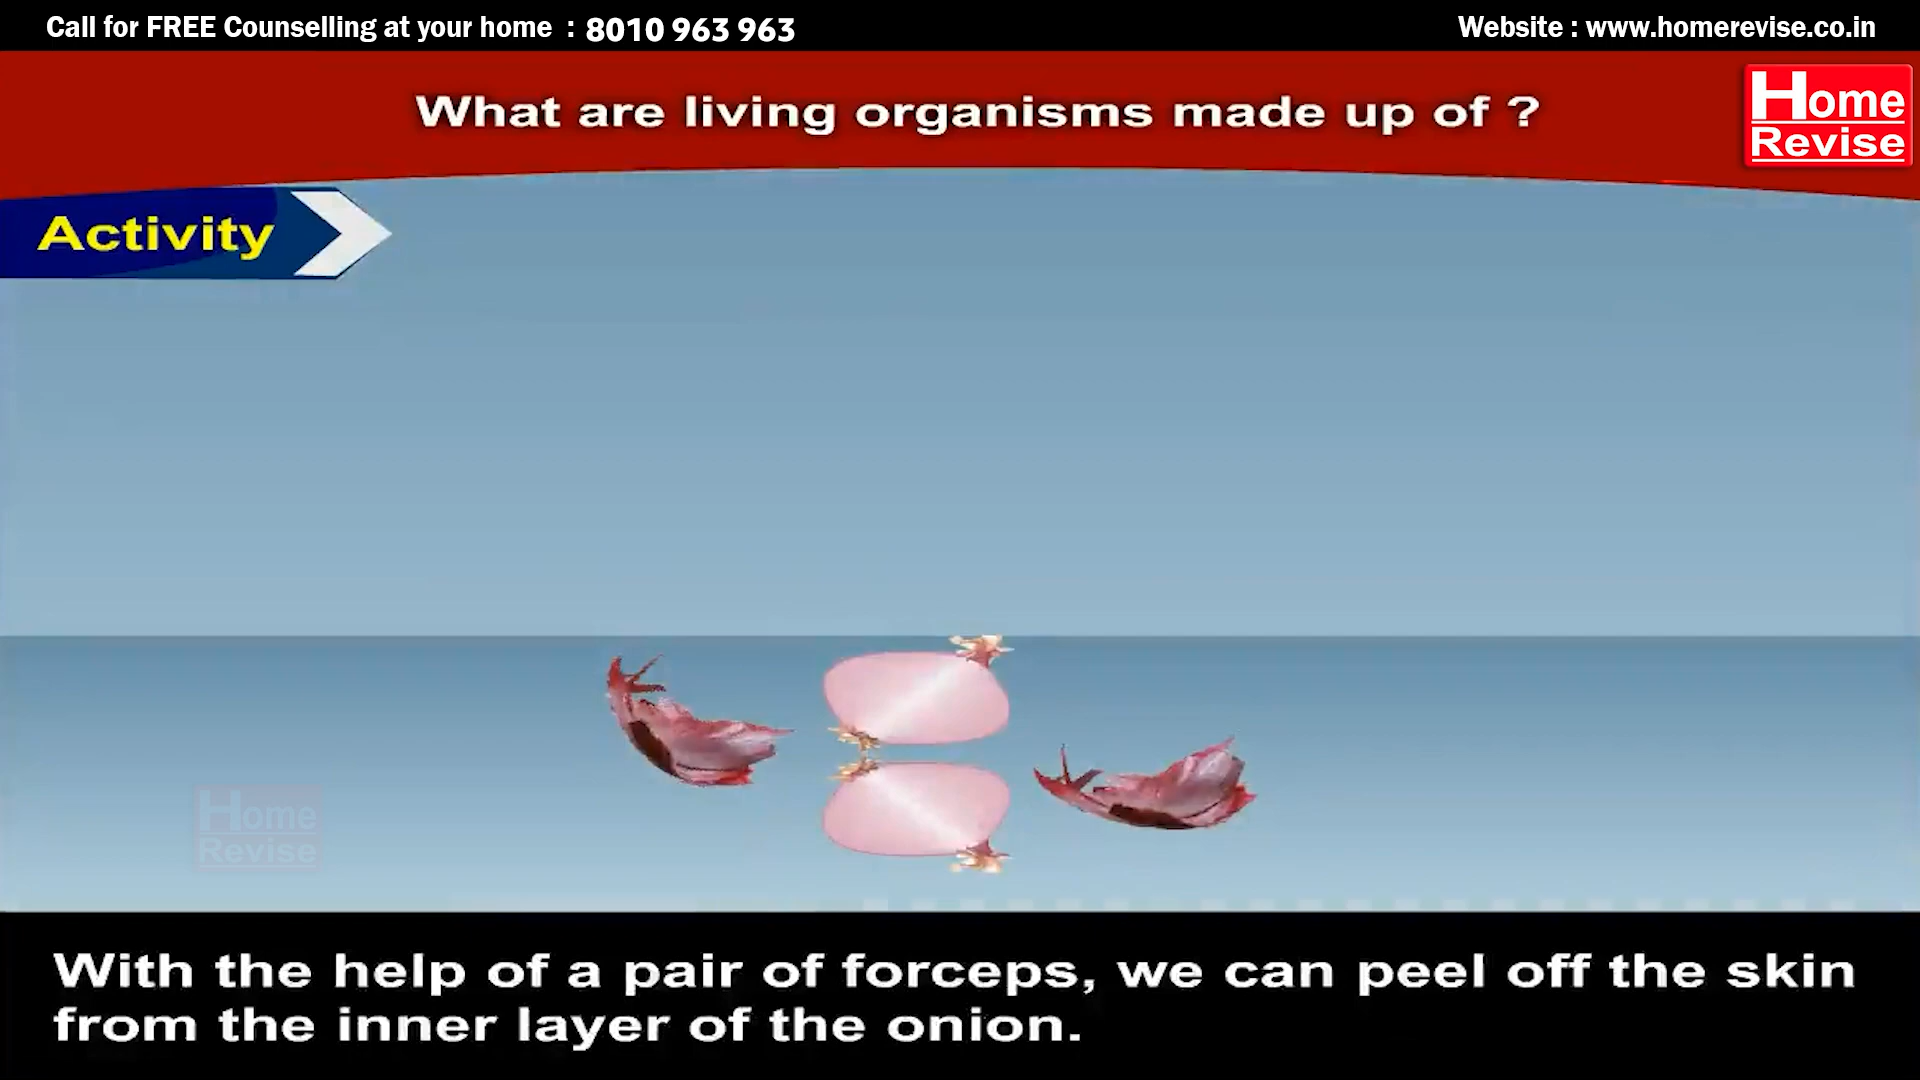 Call for FREE Counselling at your home : 8010 963 963
Website : www.homerevise.co.in
What are living organisms made up of ?
Home
Revise
Activity
Home
Revise
With the help of a pair of forceps, we can peel off the skin
from the inner layer of the onion.